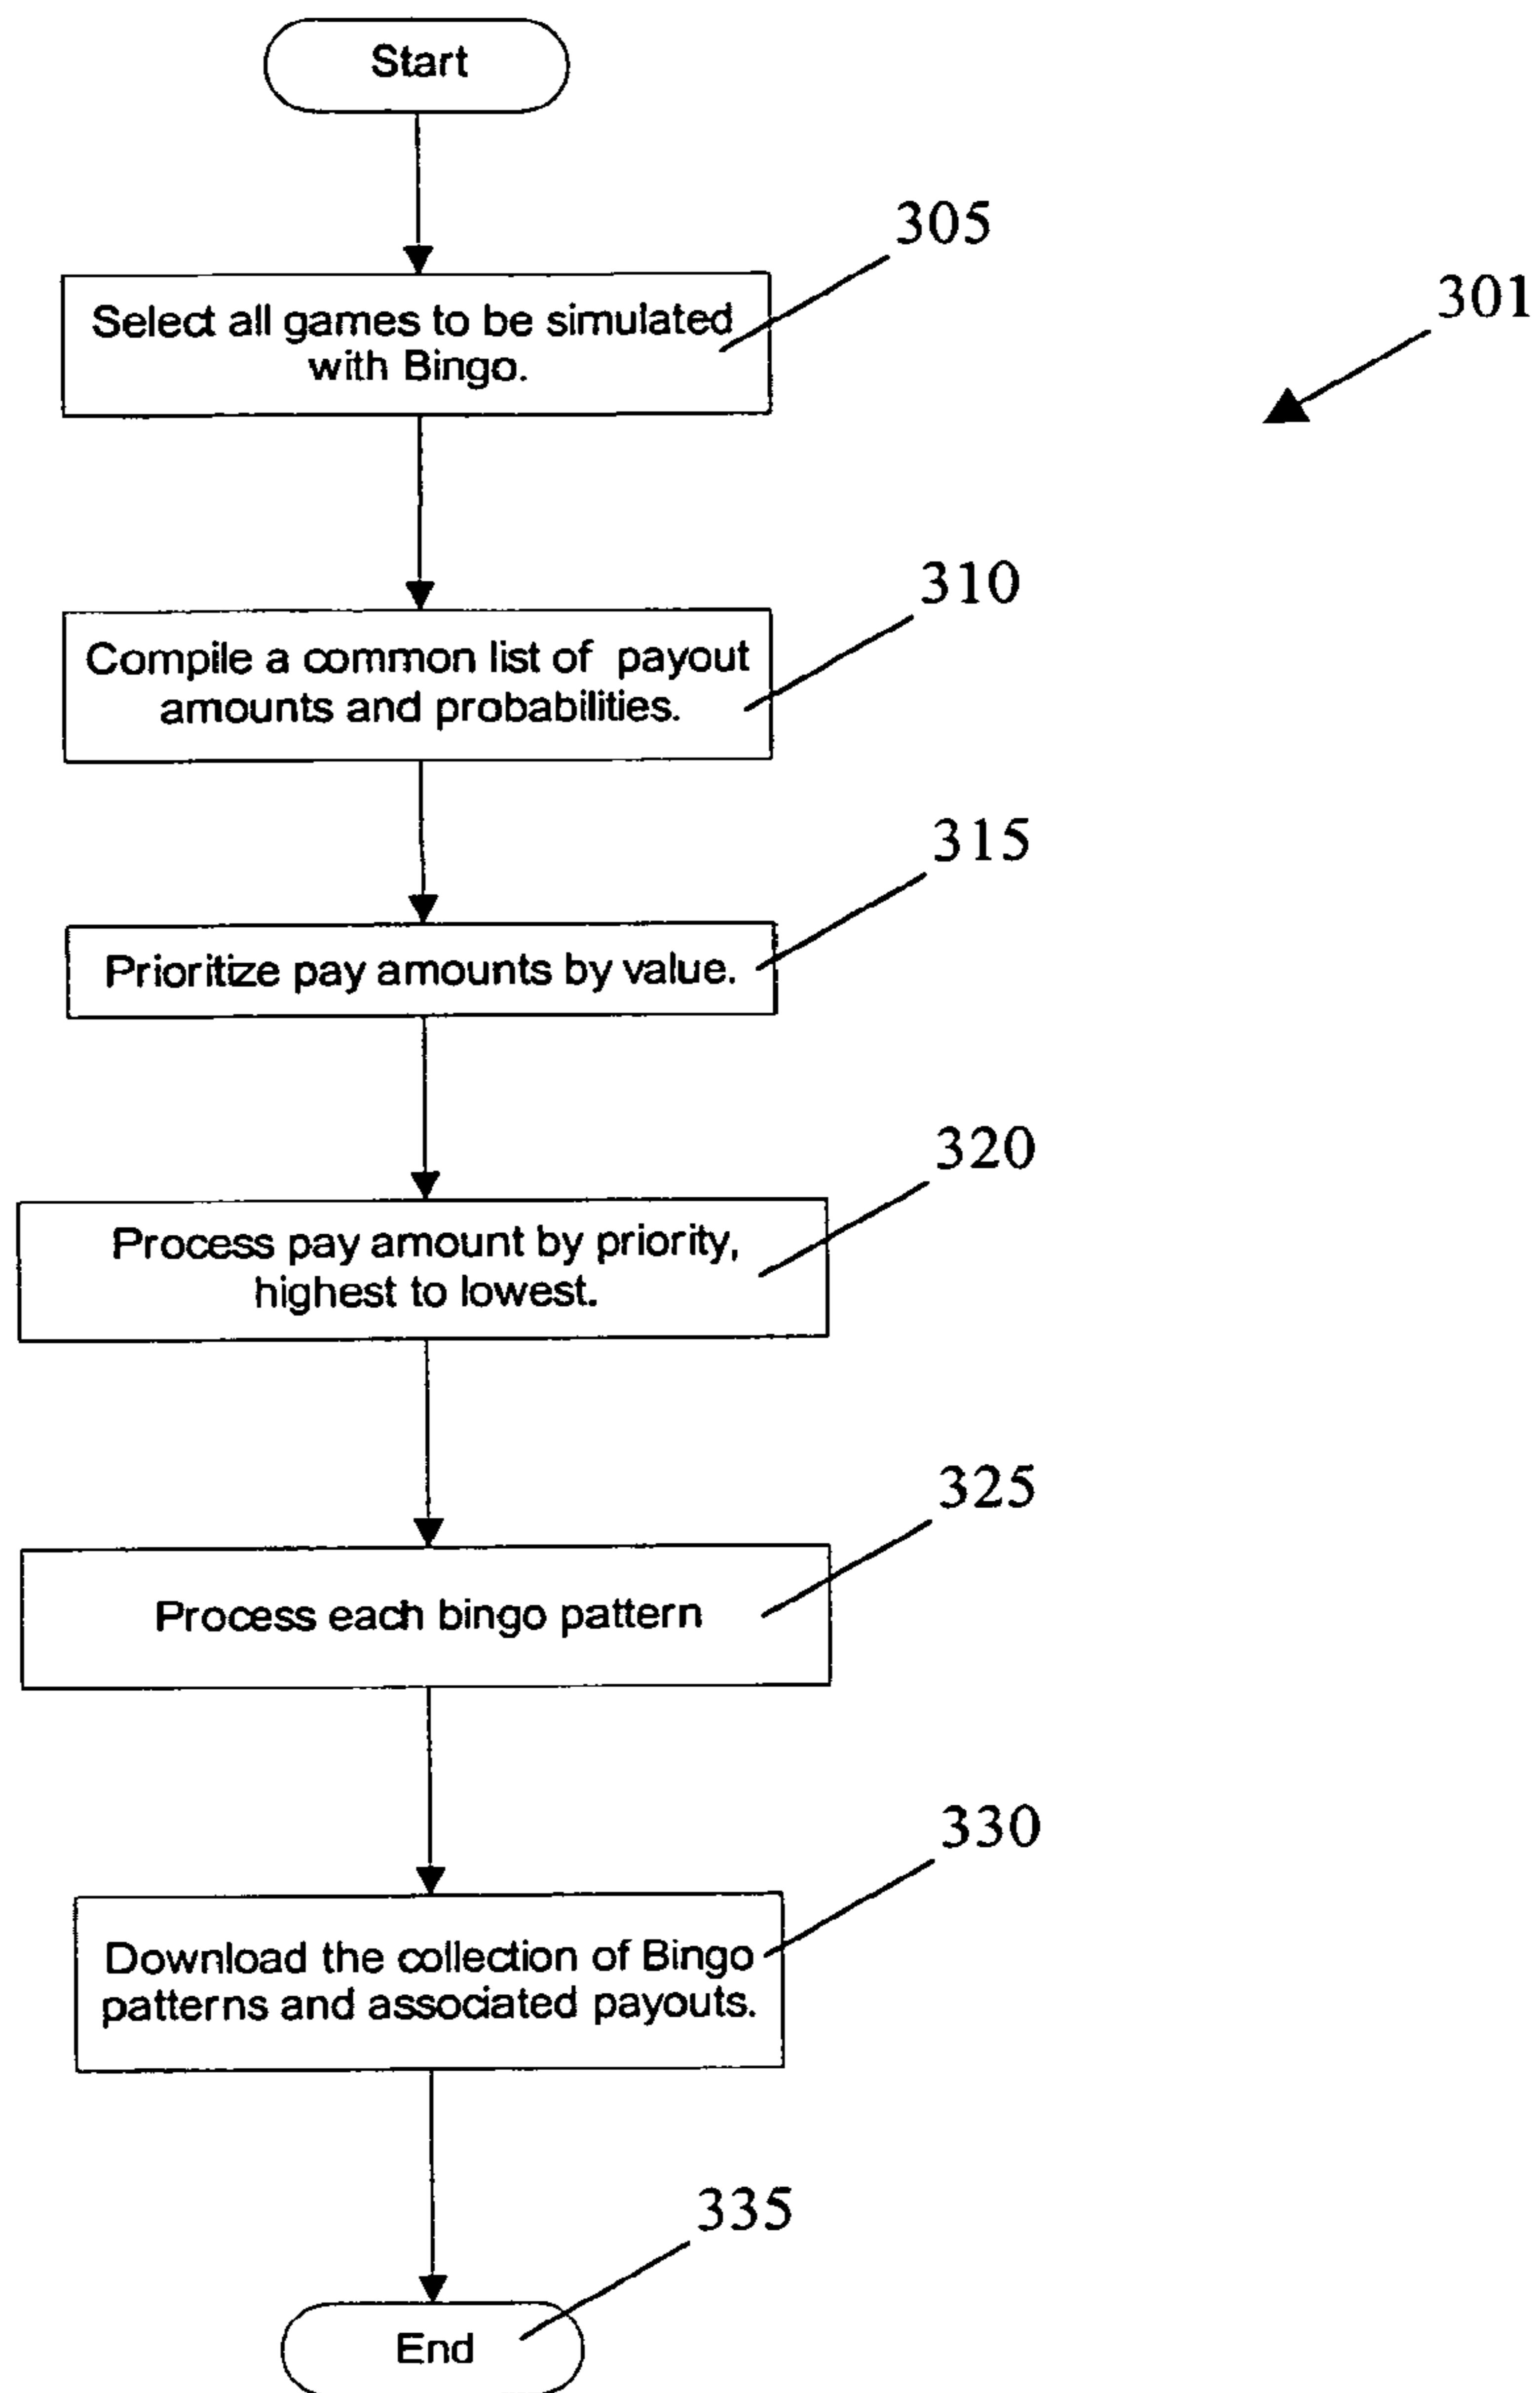 Start
305
301
Select all games to be simulated
with Bingo.
310
Compile a common list of payout
amounts and probabilities.
315
Prioritize pay amounts by value.
320
Process pay amount by priority,
highest to lowest.
325
Process each bingo pattern
330
Download the collection of Bingo
patterns and associated payouts.
335
End